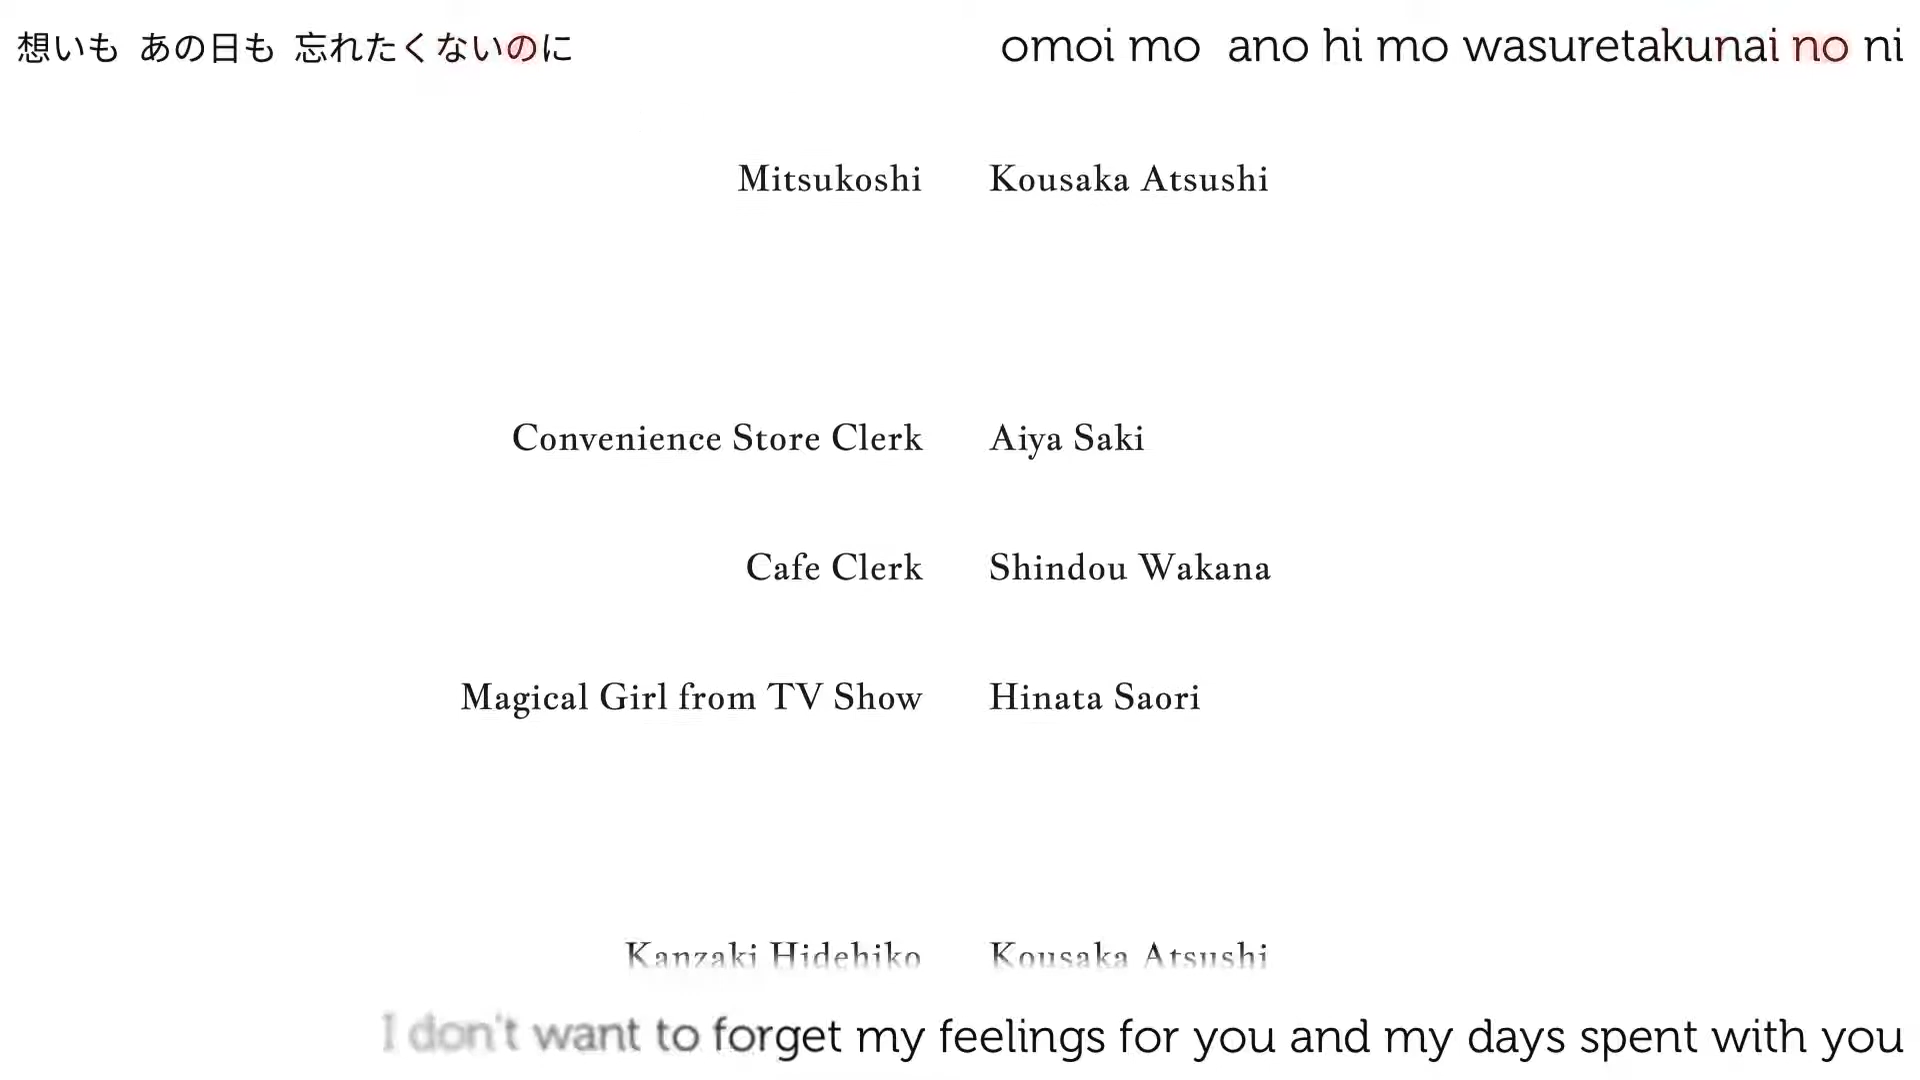 想いも あの日も 忘れたくないのに
omoi mo ano hi mo wasuretakunai no ni
Mitsukoshi Kousaka Atsushi
Convenience Store Clerk Aiya Saki
Cafe Clerk Shindou Wakana
Magical Girl from TV Show Hinata Saori
Kanzaki Hidehiko Kousaka Atsushi
I don't want to forget my feelings for you and my days spent with you